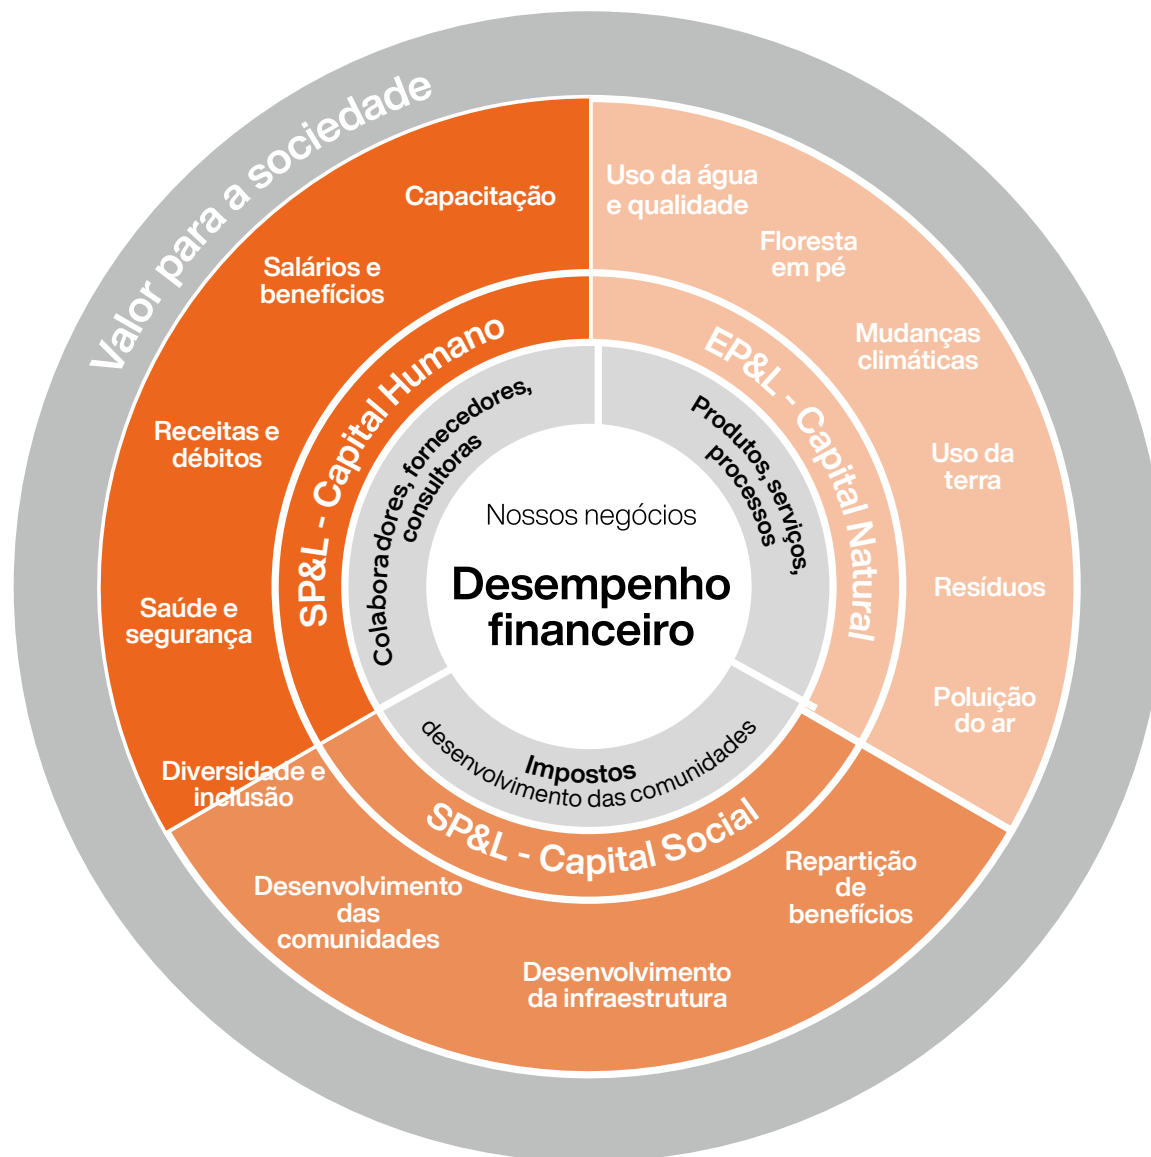 Valor para a sociedade
Capacitação
Salários e
benefícios
Receitas e
débitos
Saúde e
segurança
Diversidade e
inclusão
Uso da água
e qualidade
Floresta
em pé
Mudanças
climáticas
Uso da
terra
Resíduos
Poluição
do ar
Repartição
de
benefícios
Desenvolvimento
da infraestrutura
Desenvolvimento
das
comunidades
SP&L - Capital Humano
EP&L - Capital Natural
SP&L - Capital Social
Colaboradores, fornecedores,
consultoras
Produtos, serviços,
processos
Impostos
desenvolvimento das comunidades
Nossos negócios
Desempenho
financeiro